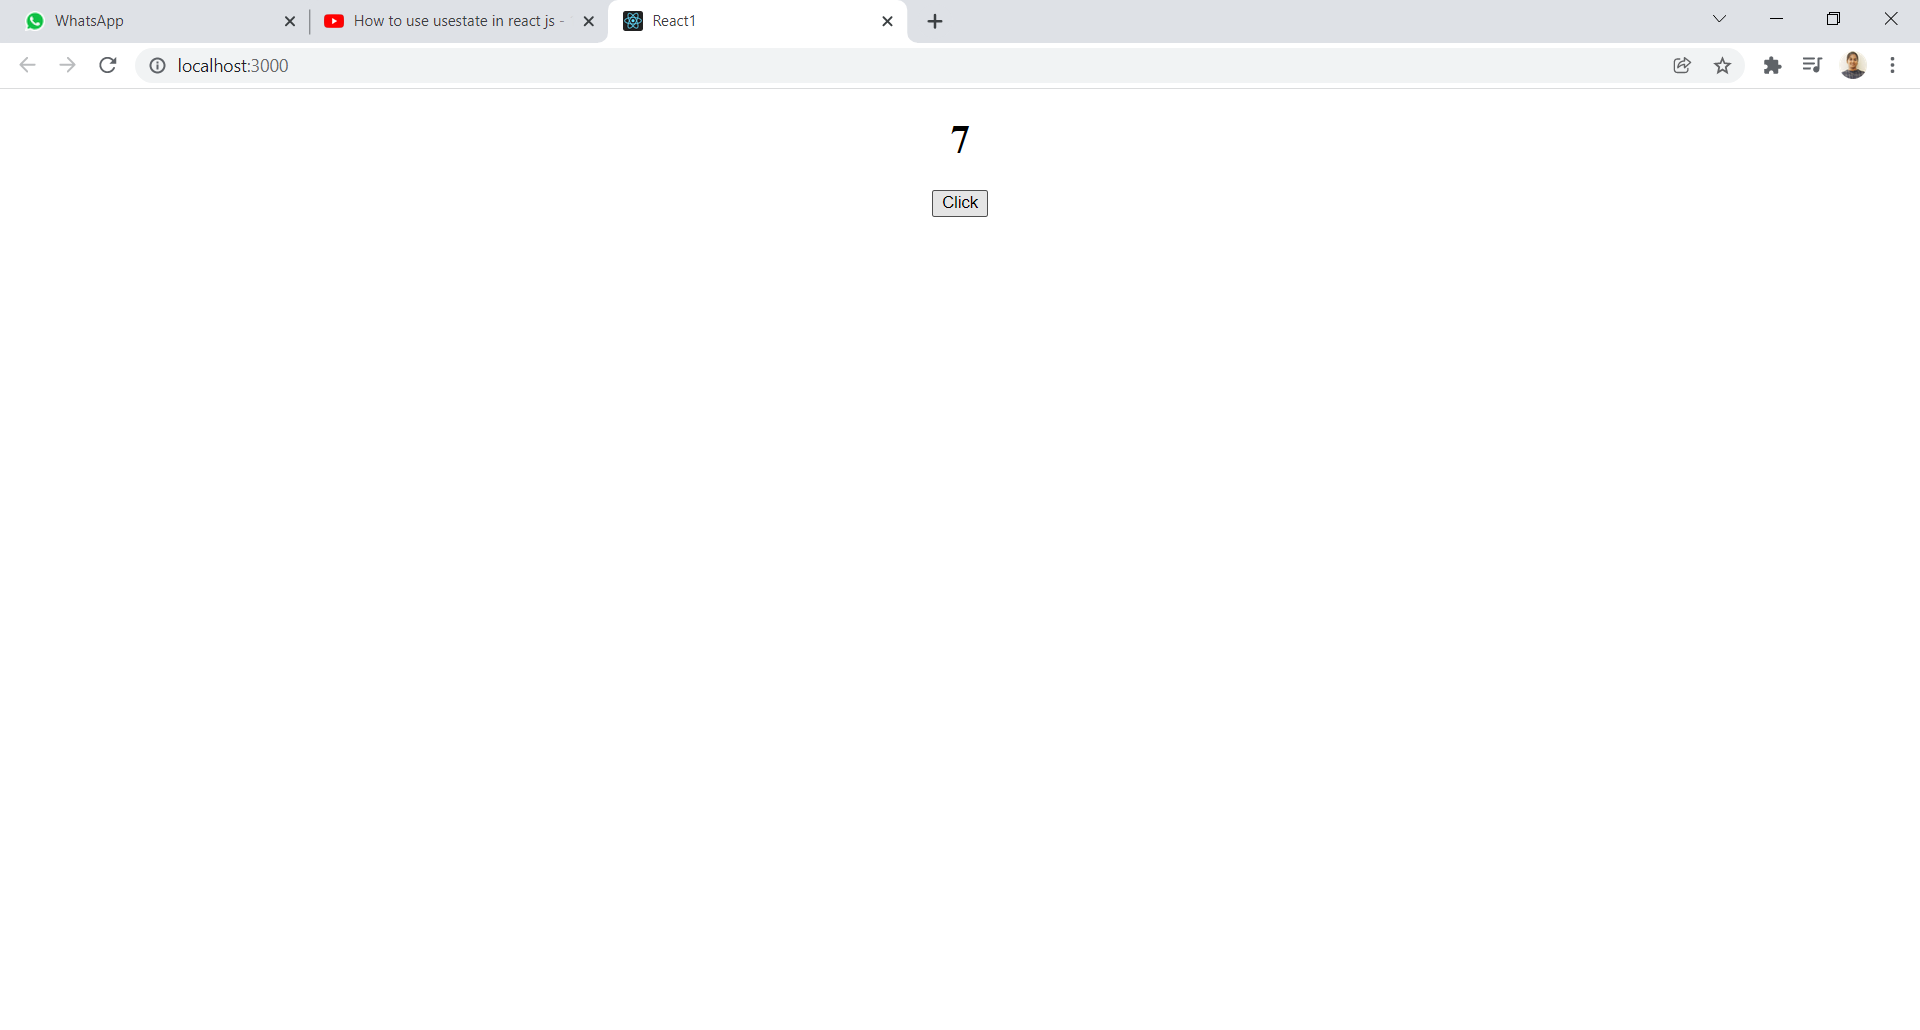 WhatsApp
How to use usestate in react js -
React1
localhost:3000
7
Click